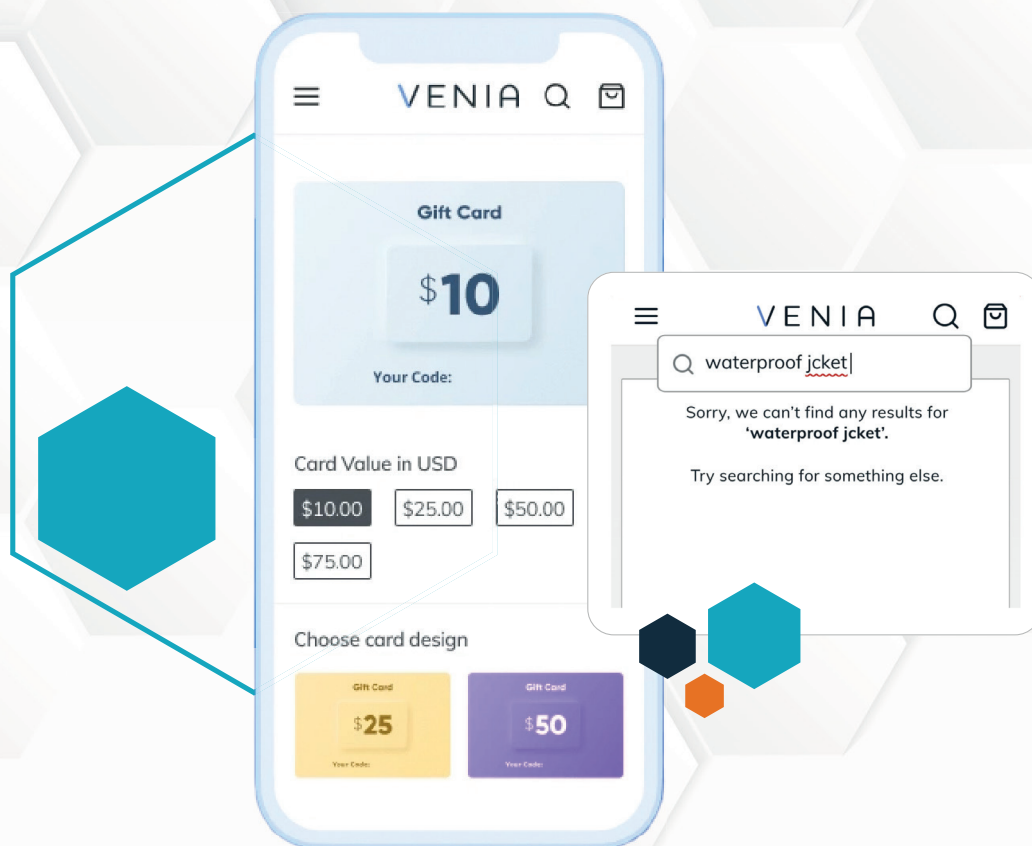 VENIA
Gift Card
$10
Your Code:
Card Value in USD
$10.00 $25.00 $50.00
$75.00
Choose card design
Gift Card
$25
Your Code:
Gift Card
$50
Your Code:
VENIA
waterproof jcket
Sorry, we can’t find any results for
‘waterproof jcket’.
Try searching for something else.